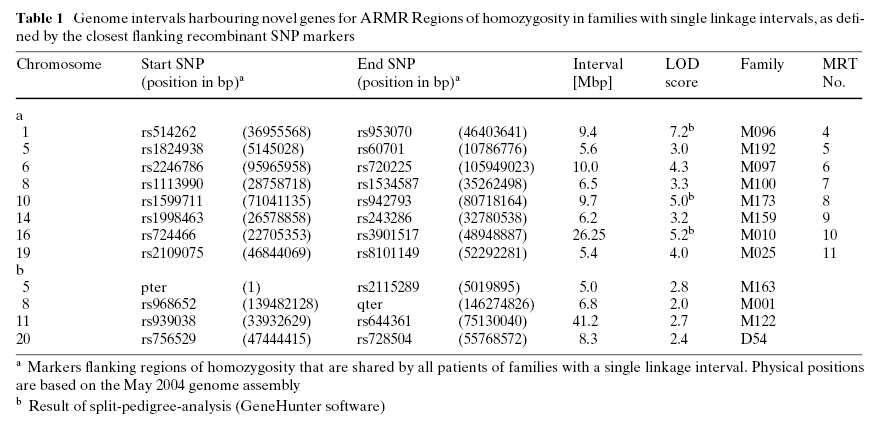 Table 1 Genome intervals harbouring novel genes for ARMR Regions of homozygosity in families with single linkage intervals, as defi-
ned by the closest flanking recombinant SNP markers
Chromosome Start SNP End SNP Interval LOD Family MRT
(position in bp)a (position in bp)a [Mbp] score No.
a
1 rs514262 (36955568) rs953070 (46403641) 9.4 7.2b M096 4
5 rs1824938 (5145028) rs60701 (10786776) 5.6 3.0 M192 5
6 rs2246786 (95965958) rs720225 (105949023) 10.0 4.3 M097 6
8 rs1113990 (28758718) rs1534587 (35262498) 6.5 3.3 M100 7
10 rs1599711 (71041135) rs942793 (80718164) 9.7 5.0b M173 8
14 rs1998463 (26578858) rs243286 (32780538) 6.2 3.2 M159 9
16 rs724466 (22705353) rs3901517 (48948887) 26.25 5.2b M010 10
19 rs2109075 (46844069) rs8101149 (52292281) 5.4 4.0 M025 11
b
5 pter (1) rs2115289 (5019895) 5.0 2.8 M163
8 rs968652 (139482128) qter (146274826) 6.8 2.0 M001
11 rs939038 (33932629) rs644361 (75130040) 41.2 2.7 M122
20 rs756529 (47444415) rs728504 (55768572) 8.3 2.4 D54
a Markers flanking regions of homozygosity that are shared by all patients of families with a single linkage interval. Physical positions
are based on the May 2004 genome assembly
b Result of split-pedigree-analysis (GeneHunter software)